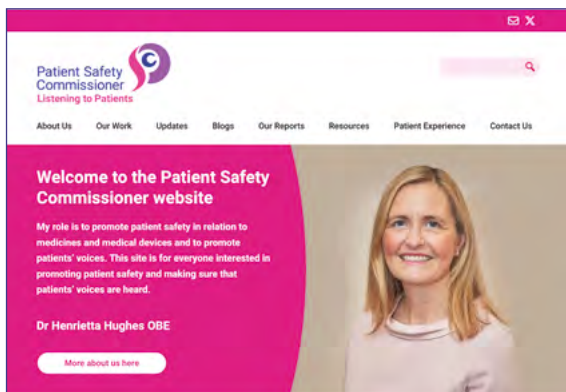 Patient Safety
Commissioner
Listening to Patients
About Us Our Work Updates Blogs Our Reports Resources Patient Experience Contact Us
Welcome to the Patient Safety
Commissioner website
My role is to promote patient safety in relation to
medicines and medical devices and to promote
patients' voices. This site is for everyone interested in
promoting patient safety and making sure that
patients' voices are heard.
Dr Henrietta Hughes OBE
More about us here